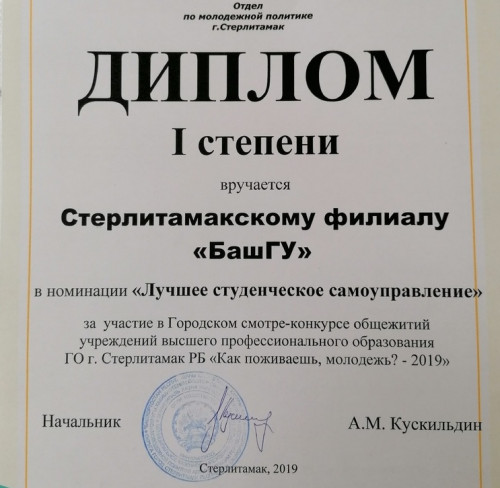 Отдел
по молодежной политике
г.Стерлитамак
ДИПЛОМ
I степени
вручается
Стерлитамакскому филиалу
«БашГУ»
в номинации «Лучшее студенческое самоуправление»
за участие в Городском смотре-конкурсе общежитий
учреждений высшего профессионального образования
ГО г. Стерлитамак РБ «Как поживаешь, молодежь? - 2019»
Начальник
А.М. Кускильдин
Стерлитамак, 2019